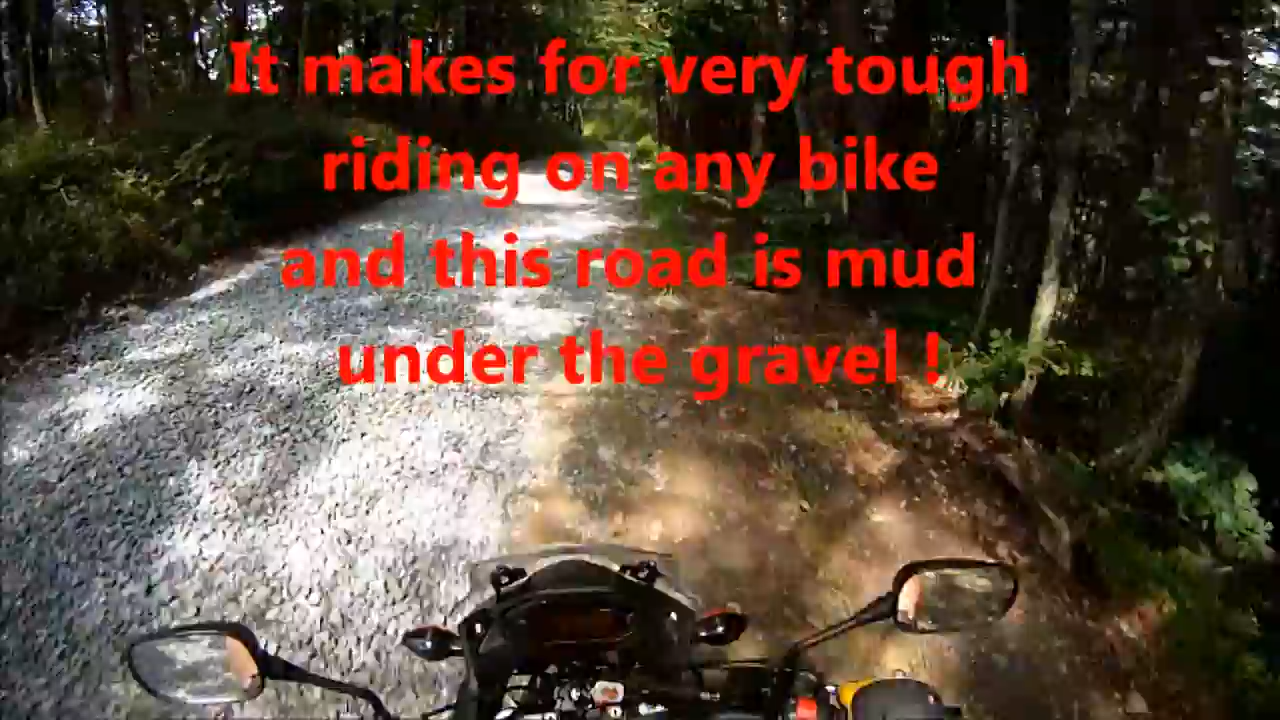 It makes for very tough
riding on any bike
and this road is mud
under the gravel !